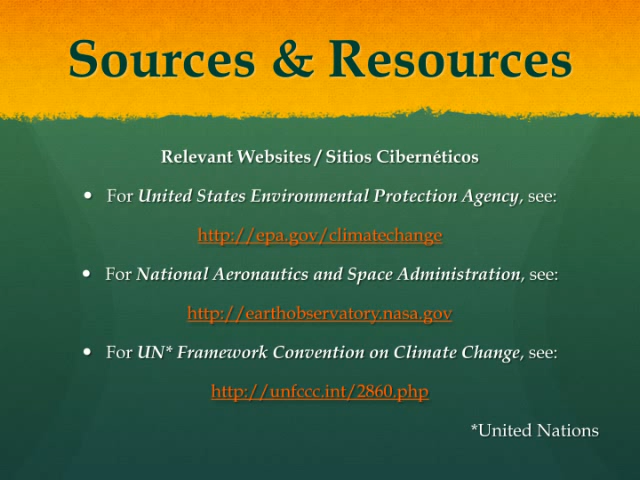 Sources & Resources
Relevant Websites / Sitios Cibernéticos
• For United States Environmental Protection Agency, see:
http://epa.gov/climatechange
• For National Aeronautics and Space Administration, see:
http://earthobservatory.nasa.gov
• For UN* Framework Convention on Climate Change, see:
http://unfccc.int/2860.php
*United Nations